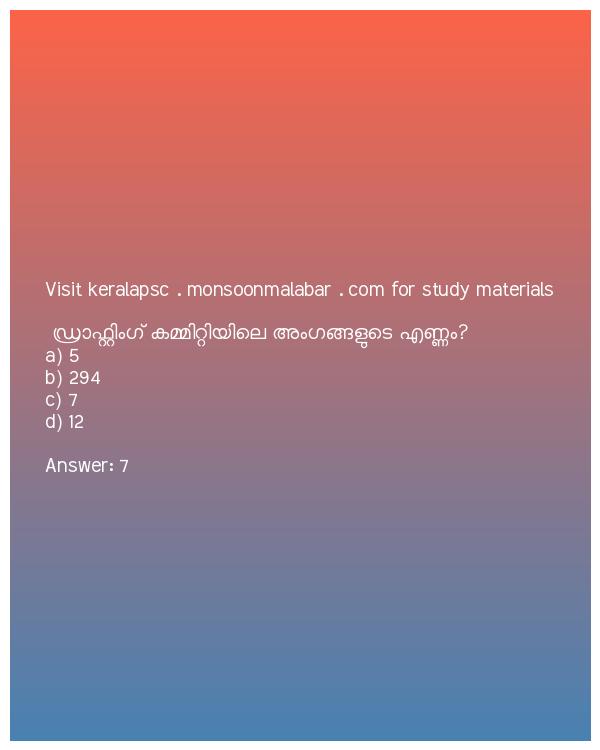 Visit keralapsc . monsoonmalabar . com for study materials
ഡ്രാഫ്റ്റിംഗ് കമ്മിറ്റിയിലെ അംഗങ്ങളുടെ എണ്ണം?
a) 5
b) 294
c) 7
d) 12
Answer: 7